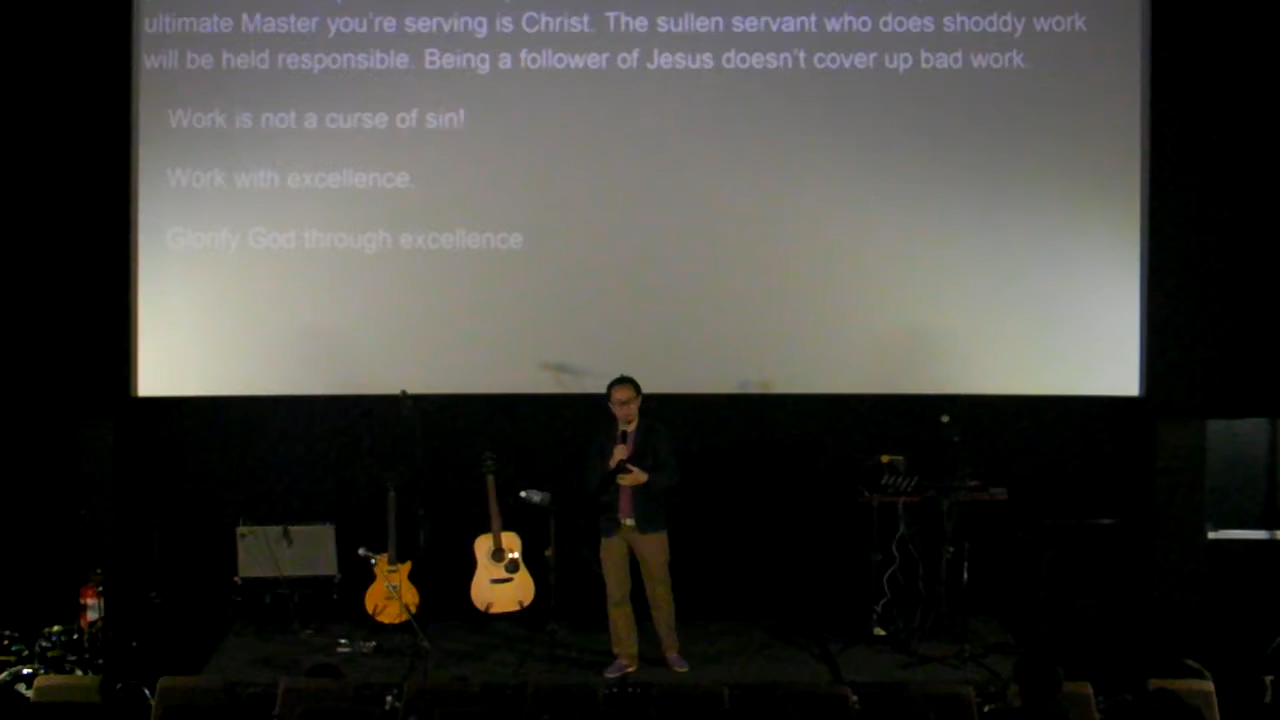 ultimate Master you're serving is Christ. The sullen servant who does shoddy work
will be held responsible. Being a follower of Jesus doesn't cover up bad work.
Work is not a curse of sin!
Work with excellence.
Glorify God through excellence